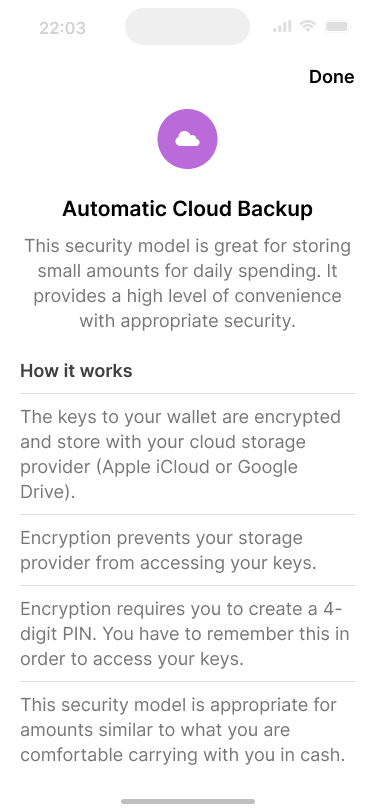 22:03
Done
Automatic Cloud Backup
This security model is great for storing
small amounts for daily spending. It
provides a high level of convenience
with appropriate security.
How it works
The keys to your wallet are encrypted
and store with your cloud storage
provider (Apple iCloud or Google
Drive).
Encryption prevents your storage
provider from accessing your keys.
Encryption requires you to create a 4-
digit PIN. You have to remember this in
order to access your keys.
This security model is appropriate for
amounts similar to what you are
comfortable carrying with you in cash.